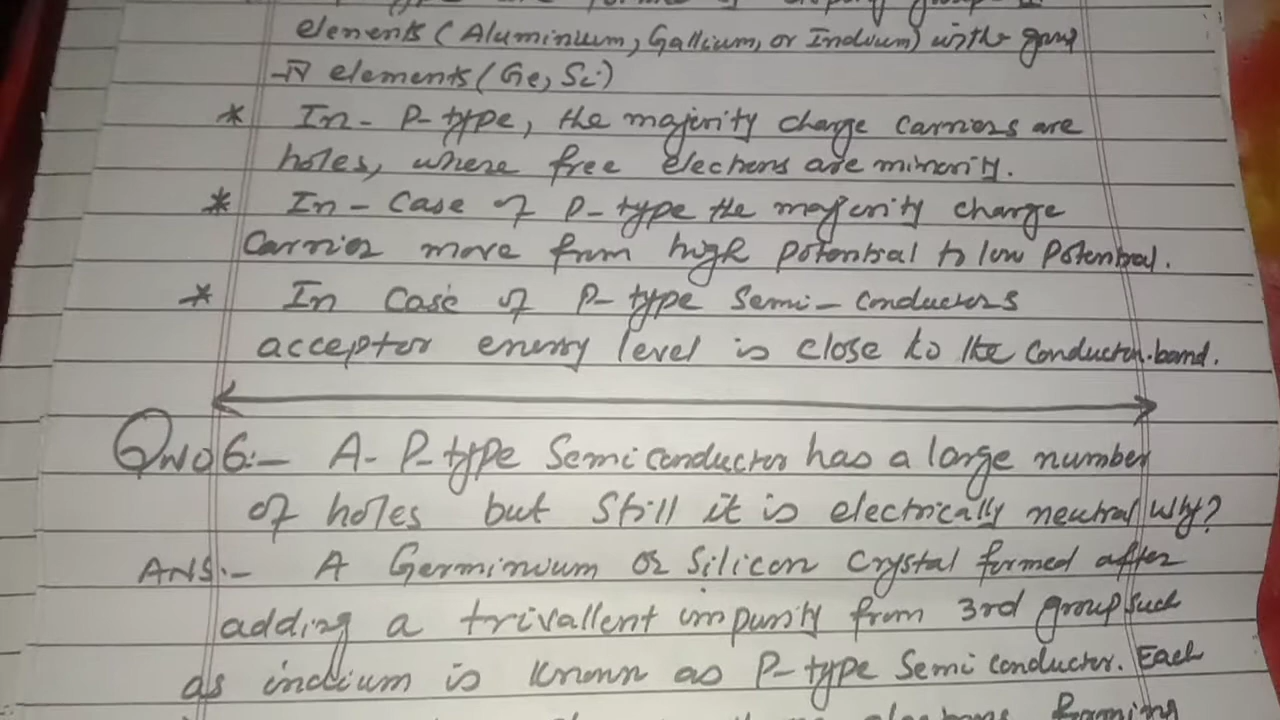 elements (Aluminium, Gallium, or Indium) with group
-IV elements (Ge, Si)
* In- P-type, the majority charge carriers are
holes, where free electrons are minority.
* In - Case of P-type the majority charge
Carrier move from high potential to low potential.
* In Case of P-type Semi-conductors
acceptor energy level is close to the conductor.band.
QNO6:- A- P-type Semiconductor has a large number
of holes but Still it is electrically neutral why?
ANS:- A Germinium or Silicon Crystal formed after
adding a trivallent impurity from 3rd group such
as indium is known as P-type Semi conductor. Each
electrons forming